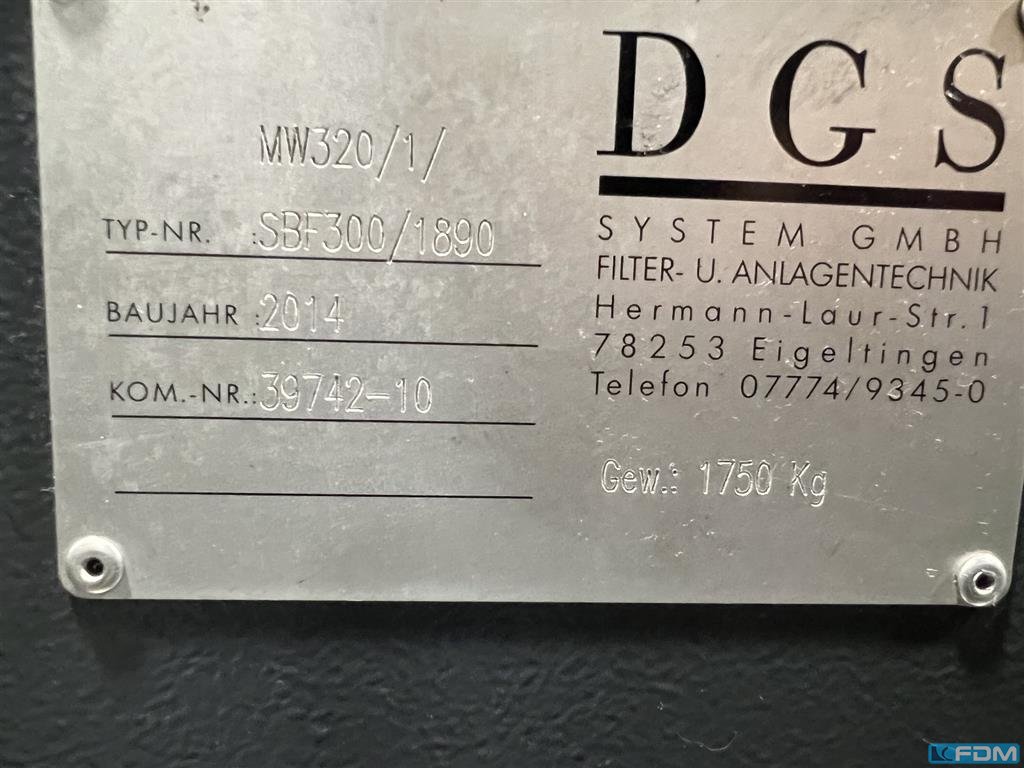 MW320/1/
TYP-NR. :SBF300/1890
BAUJAHR :2014
KOM.-NR.:39742-10
DGS
SYSTEM GMBH
FILTER- U. ANLAGENTECHNIK
Hermann-Laur-Str.1
78253 Eigeltingen
Telefon 07774/9345-0
Gew.: 1750 Kg
FDM